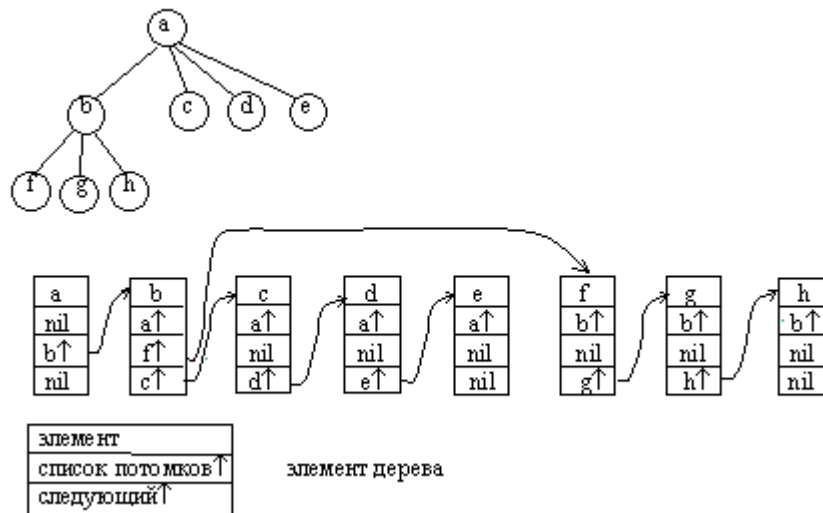 a
b c d e
f g h
a b c d e f g h
nil a↑ a↑ a↑ a↑ b↑ b↑ b↑
b↑ f↑ nil nil nil nil nil nil
nil c↑ d↑ e↑ nil g↑ h↑ nil
элемент
список потомков↑ элемент дерева
следующий↑